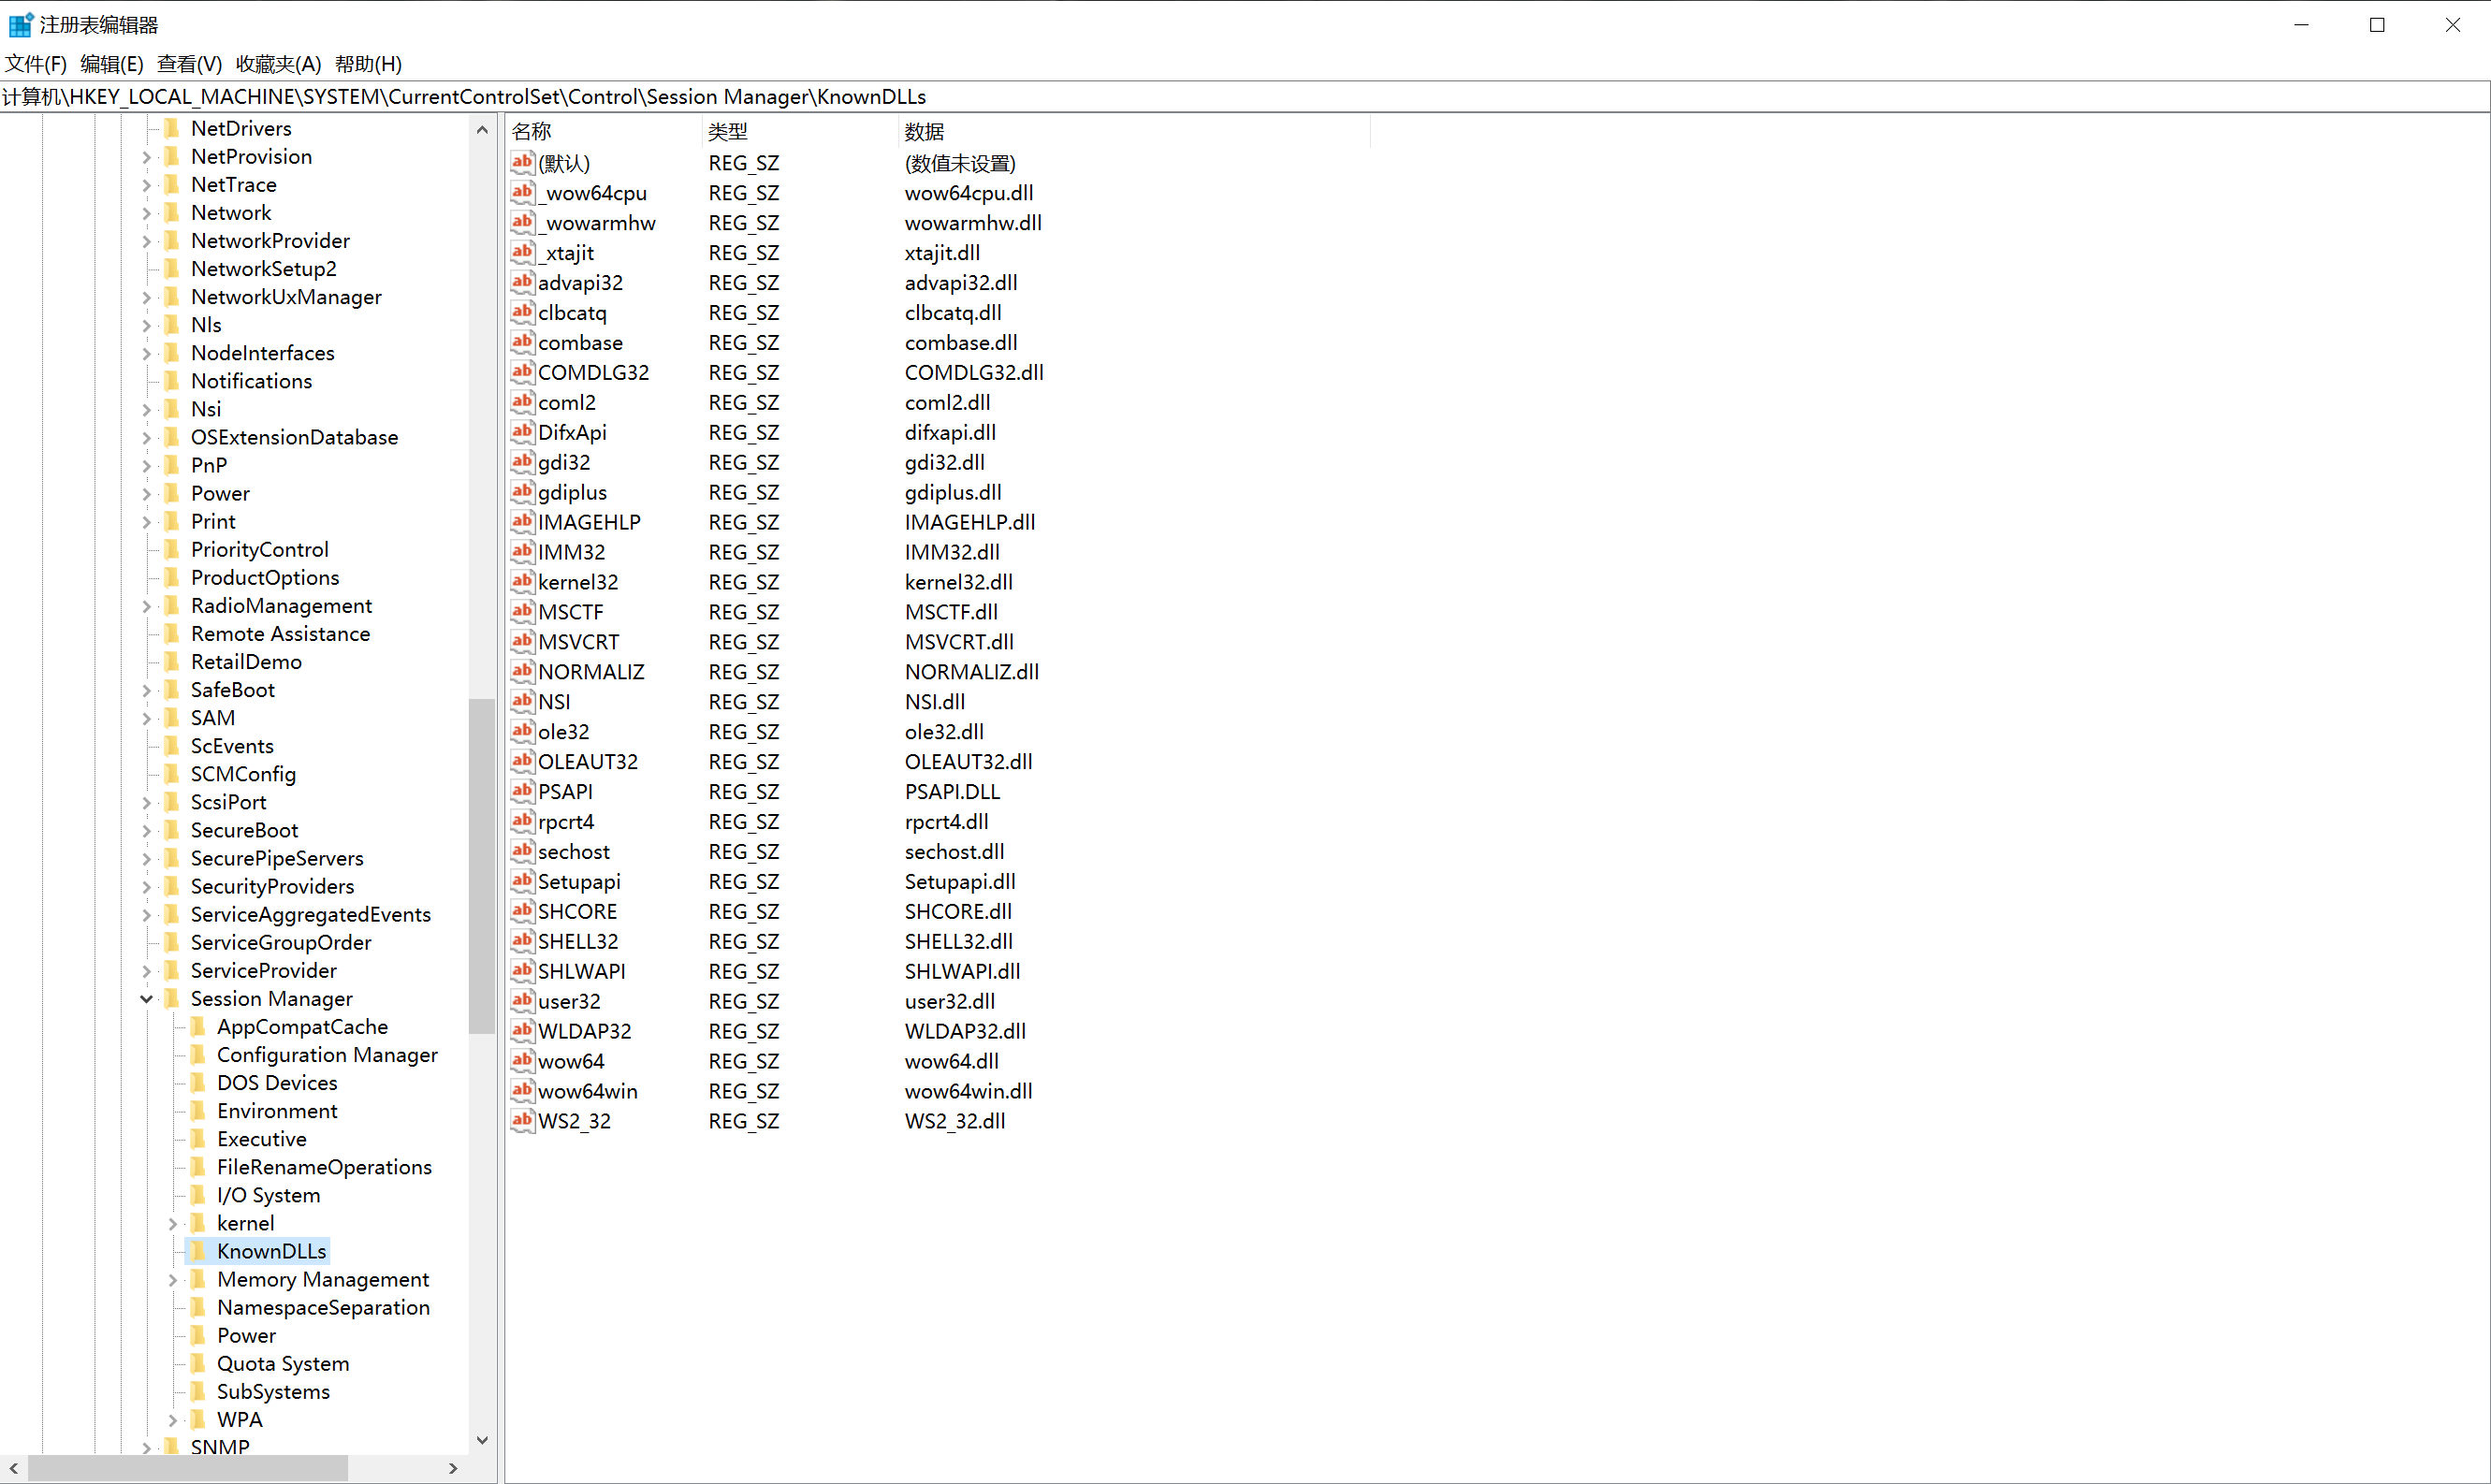 注册表编辑器
文件(F) 编辑(E) 查看(V) 收藏夹(A) 帮助(H)
计算机\HKEY_LOCAL_MACHINE\SYSTEM\CurrentControlSet\Control\Session Manager\KnownDLLs
NetDrivers
NetProvision
NetTrace
Network
NetworkProvider
NetworkSetup2
NetworkUxManager
Nls
NodeInterfaces
Notifications
Nsi
OSExtensionDatabase
PnP
Power
Print
PriorityControl
ProductOptions
RadioManagement
Remote Assistance
RetailDemo
SafeBoot
SAM
ScEvents
SCMConfig
ScsiPort
SecureBoot
SecurePipeServers
SecurityProviders
ServiceAggregatedEvents
ServiceGroupOrder
ServiceProvider
Session Manager
AppCompatCache
Configuration Manager
DOS Devices
Environment
Executive
FileRenameOperations
I/O System
kernel
KnownDLLs
Memory Management
NamespaceSeparation
Power
Quota System
SubSystems
WPA
SNMP
名称 类型 数据
(默认) REG_SZ (数值未设置)
_wow64cpu REG_SZ wow64cpu.dll
_wowarmhw REG_SZ wowarmhw.dll
_xtajit REG_SZ xtajit.dll
advapi32 REG_SZ advapi32.dll
clbcatq REG_SZ clbcatq.dll
combase REG_SZ combase.dll
COMDLG32 REG_SZ COMDLG32.dll
coml2 REG_SZ coml2.dll
DifxApi REG_SZ difxapi.dll
gdi32 REG_SZ gdi32.dll
gdiplus REG_SZ gdiplus.dll
IMAGEHLP REG_SZ IMAGEHLP.dll
IMM32 REG_SZ IMM32.dll
kernel32 REG_SZ kernel32.dll
MSCTF REG_SZ MSCTF.dll
MSVCRT REG_SZ MSVCRT.dll
NORMALIZ REG_SZ NORMALIZ.dll
NSI REG_SZ NSI.dll
ole32 REG_SZ ole32.dll
OLEAUT32 REG_SZ OLEAUT32.dll
PSAPI REG_SZ PSAPI.DLL
rpcrt4 REG_SZ rpcrt4.dll
sechost REG_SZ sechost.dll
Setupapi REG_SZ Setupapi.dll
SHCORE REG_SZ SHCORE.dll
SHELL32 REG_SZ SHELL32.dll
SHLWAPI REG_SZ SHLWAPI.dll
user32 REG_SZ user32.dll
WLDAP32 REG_SZ WLDAP32.dll
wow64 REG_SZ wow64.dll
wow64win REG_SZ wow64win.dll
WS2_32 REG_SZ WS2_32.dll